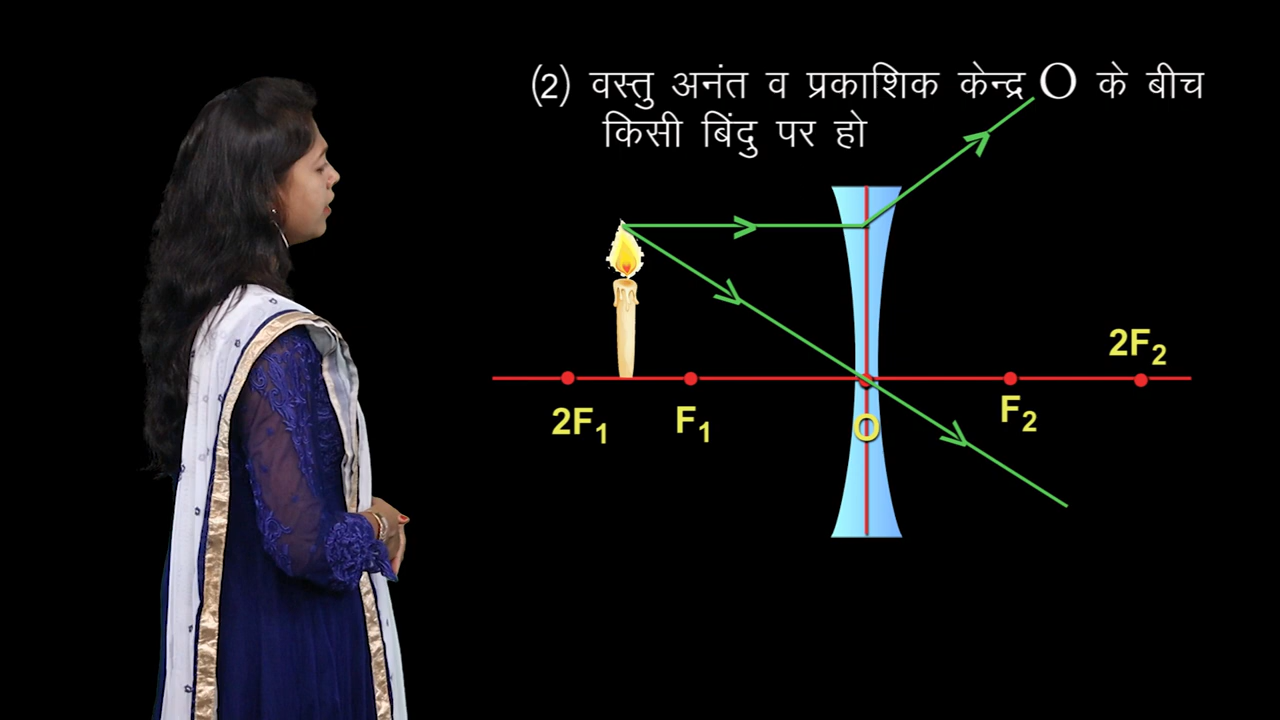 (2) वस्तु अनंत व प्रकाशिक केन्द्र O के बीच
किसी बिंदु पर हो
2F₂
2F₁
F₁
O
F₂